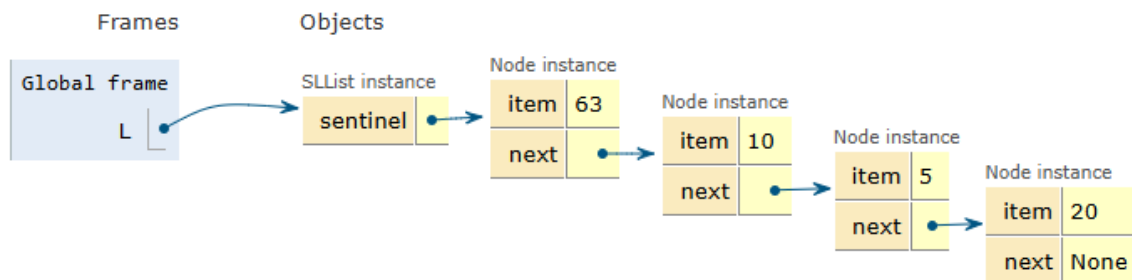 Frames Objects
Global frame
L
SLList instance
sentinel
Node instance
item 63
next
Node instance
item 10
next
Node instance
item 5
next
Node instance
item 20
next None